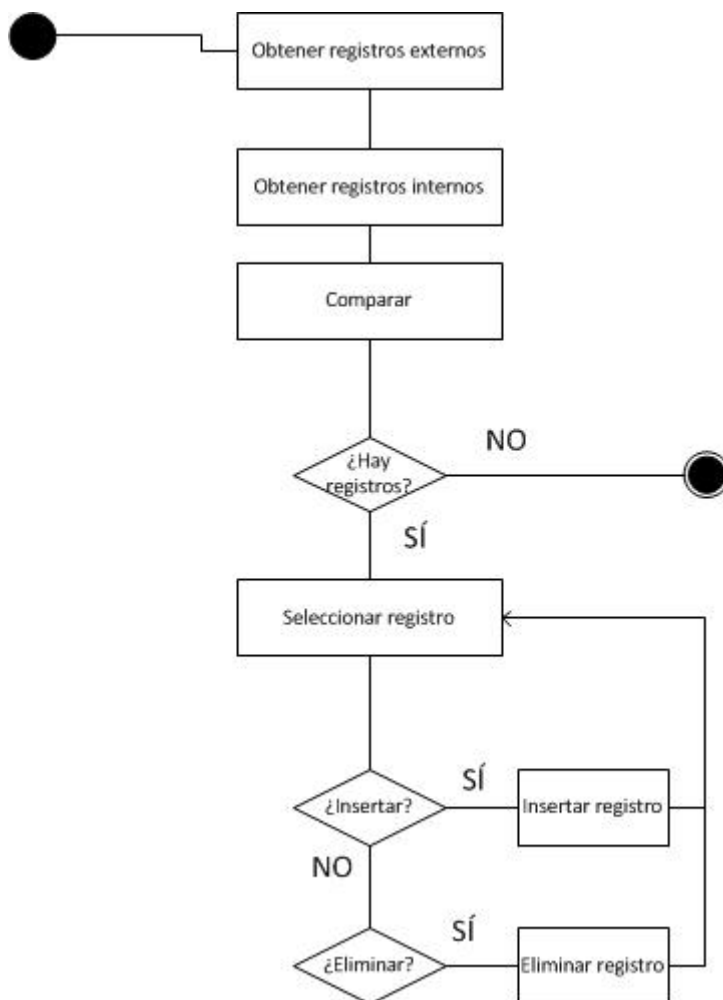 Obtener registros externos
Obtener registros internos
Comparar
¿Hay
registros?
NO
SÍ
Seleccionar registro
¿Insertar?
SÍ
Insertar registro
NO
¿Eliminar?
SÍ
Eliminar registro